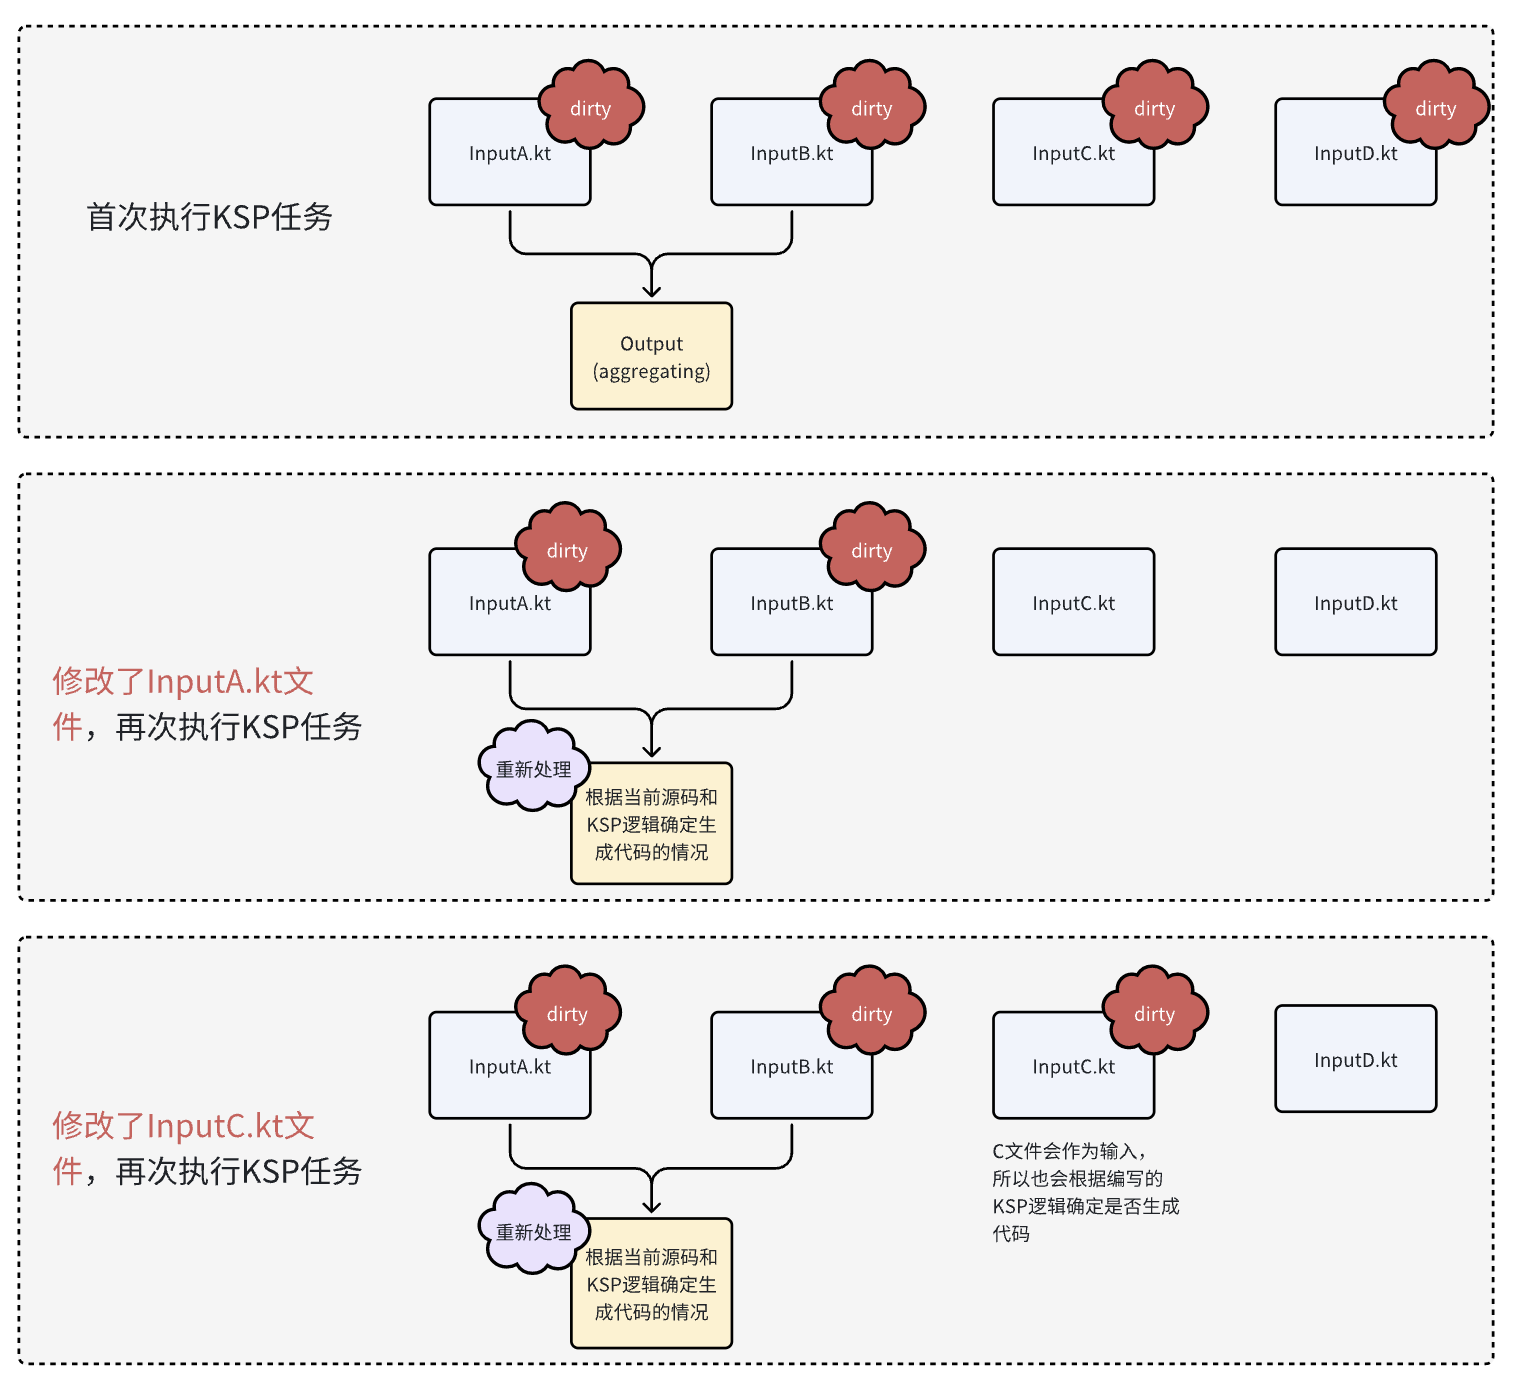 dirty
dirty
dirty
dirty
InputA.kt
InputB.kt
InputC.kt
InputD.kt
首次执行KSP任务
Output
(aggregating)
dirty
dirty
InputA.kt
InputB.kt
InputC.kt
InputD.kt
修改了InputA.kt文
件，再次执行KSP任务
重新处理
根据当前源码和
KSP逻辑确定生
成代码的情况
dirty
dirty
dirty
InputA.kt
InputB.kt
InputC.kt
InputD.kt
修改了InputC.kt文
件，再次执行KSP任务
C文件会作为输入，
所以也会根据编写的
KSP逻辑确定是否生成
代码
重新处理
根据当前源码和
KSP逻辑确定生
成代码的情况